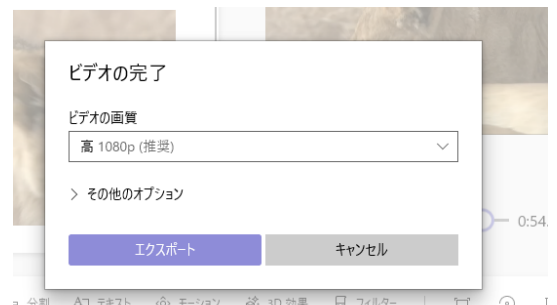 ビデオの完了
ビデオの画質
高 1080p (推奨)
その他のオプション
エクスポート キャンセル
0:54.
分割 テキスト モーション 3D 効果 フィルター